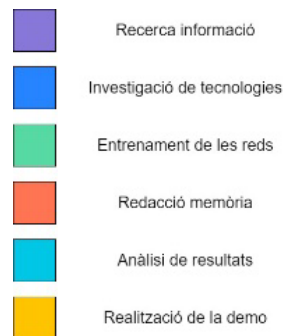 Recerca informació
Investigació de tecnologies
Entrenament de les reds
Redacció memòria
Anàlisi de resultats
Realització de la demo